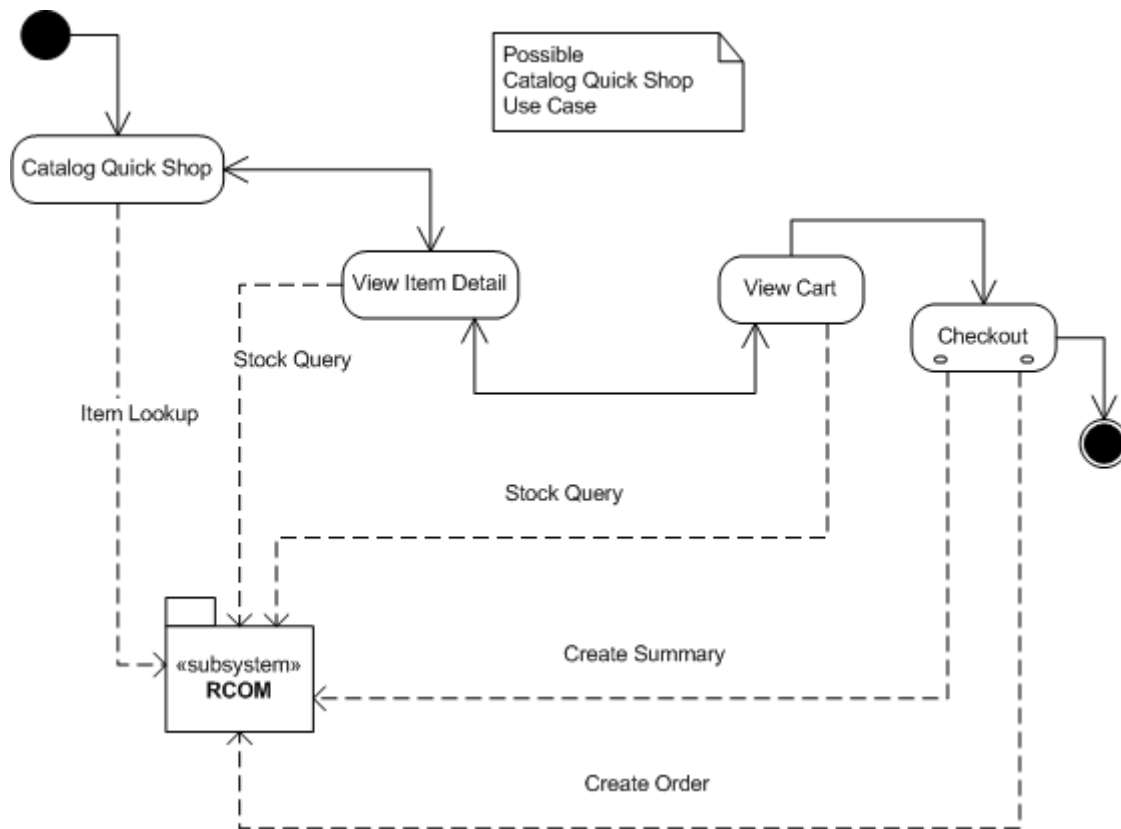 Possible
Catalog Quick Shop
Use Case
Catalog Quick Shop
View Item Detail
View Cart
Checkout
Stock Query
Item Lookup
Stock Query
Create Summary
«subsystem»
RCOM
Create Order